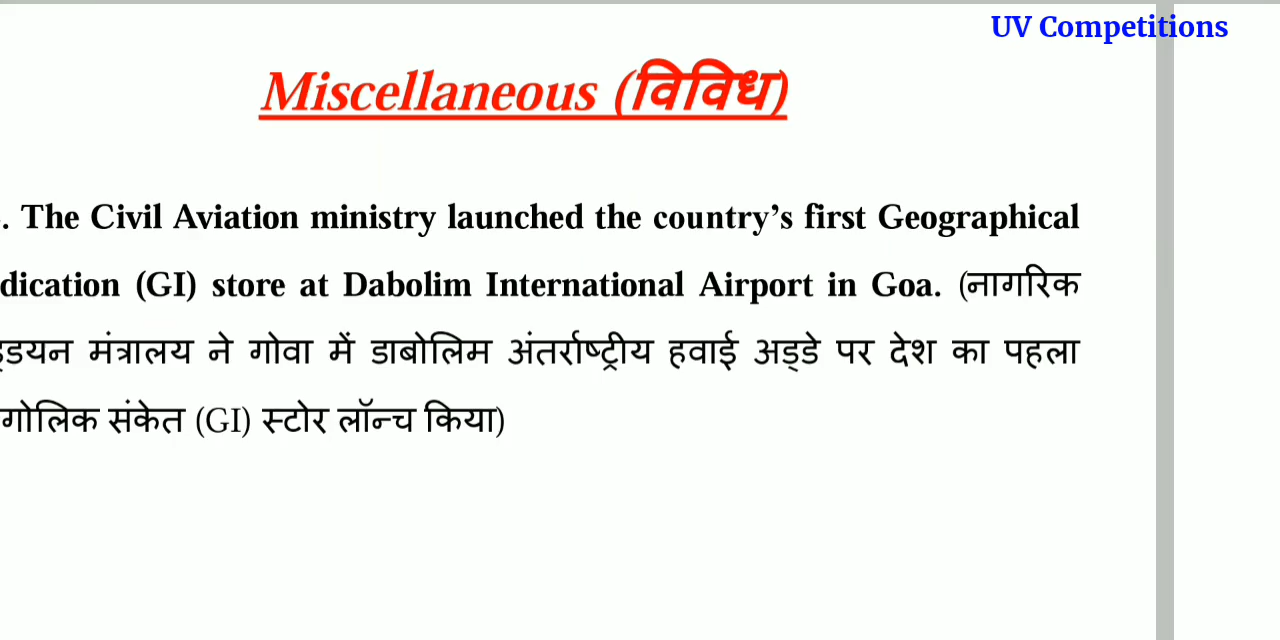 UV Competitions
Miscellaneous (विविध)
. The Civil Aviation ministry launched the country’s first Geographical
dication (GI) store at Dabolim International Airport in Goa. (नागरिक
मंत्रालय ने गोवा में डाबोलिम अंतर्राष्ट्रीय हवाई अड्डे पर देश का पहला
गोलिक संकेत (GI) स्टोर लॉन्च किया)